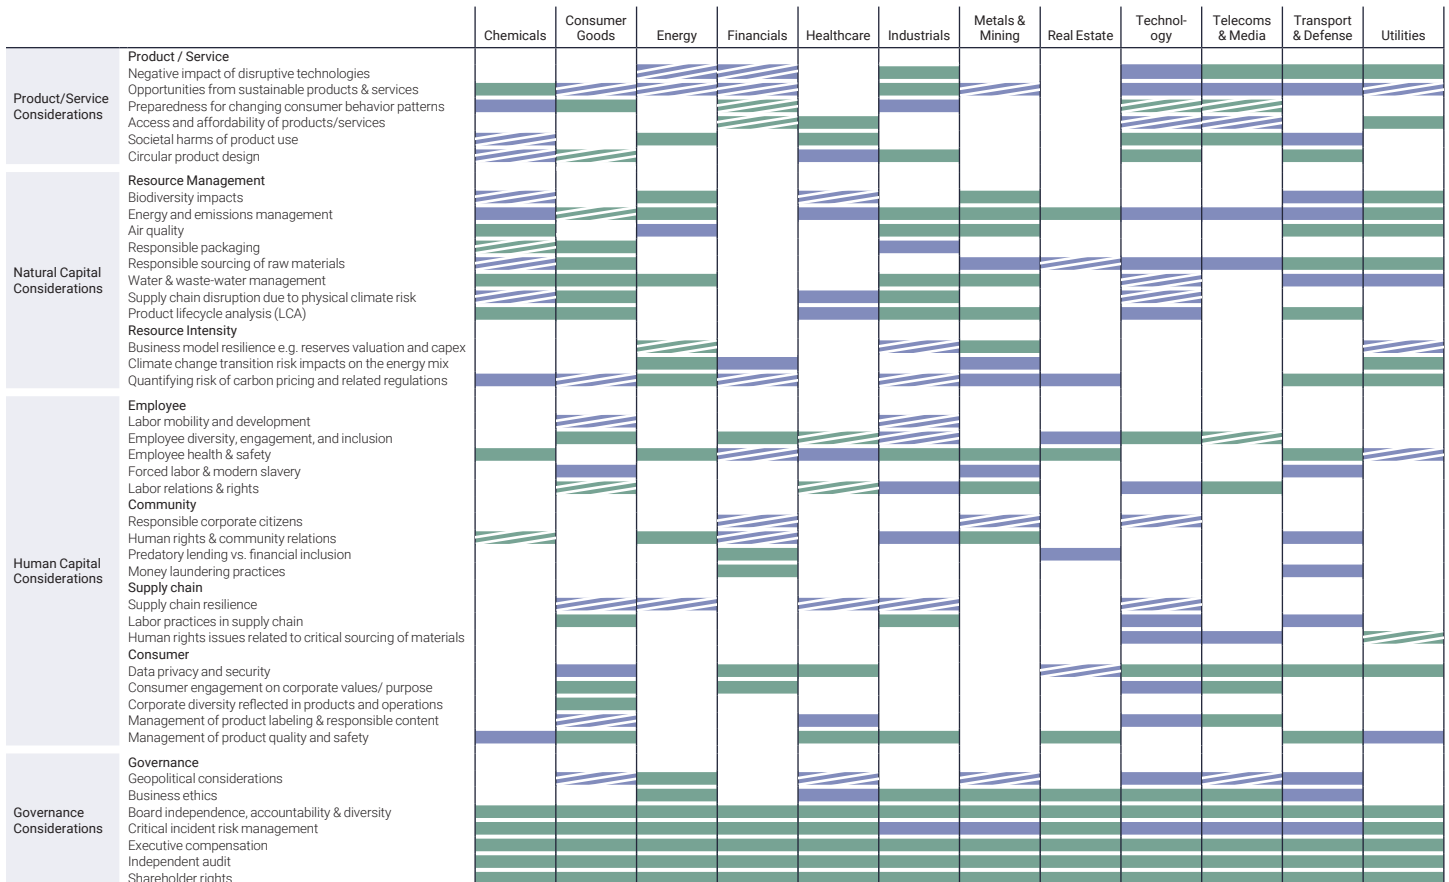 Chemicals
Consumer
Goods
Energy
Financials
Healthcare
Industrials
Metals &
Mining
Real Estate
Technol-
ogy
Telecoms
& Media
Transport
& Defense
Utilities
Product/Service
Considerations
Product / Service
Negative impact of disruptive technologies
Opportunities from sustainable products & services
Preparedness for changing consumer behavior patterns
Access and affordability of products/services
Societal harms of product use
Circular product design
Natural Capital
Considerations
Resource Management
Biodiversity impacts
Energy and emissions management
Air quality
Responsible packaging
Responsible sourcing of raw materials
Water & waste-water management
Supply chain disruption due to physical climate risk
Product lifecycle analysis (LCA)
Resource Intensity
Business model resilience e.g. reserves valuation and capex
Climate change transition risk impacts on the energy mix
Quantifying risk of carbon pricing and related regulations
Human Capital
Considerations
Employee
Labor mobility and development
Employee diversity, engagement, and inclusion
Employee health & safety
Forced labor & modern slavery
Labor relations & rights
Community
Responsible corporate citizens
Human rights & community relations
Predatory lending vs. financial inclusion
Money laundering practices
Supply chain
Supply chain resilience
Labor practices in supply chain
Human rights issues related to critical sourcing of materials
Consumer
Data privacy and security
Consumer engagement on corporate values/ purpose
Corporate diversity reflected in products and operations
Management of product labeling & responsible content
Management of product quality and safety
Governance
Considerations
Governance
Geopolitical considerations
Business ethics
Board independence, accountability & diversity
Critical incident risk management
Executive compensation
Independent audit
Shareholder rights